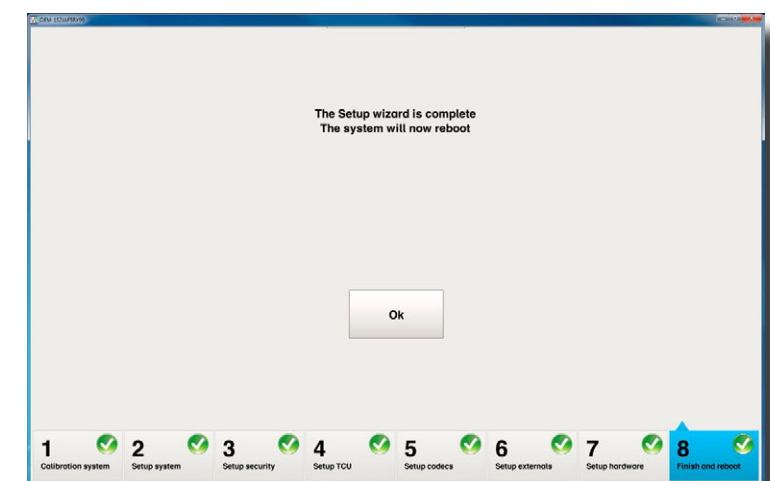 The Setup wizard is complete
The system will now reboot
Ok
1
Calibration system
2
Setup system
3
Setup security
4
Setup TCU
5
Setup codecs
6
Setup externals
7
Setup hardware
8
Finish and reboot